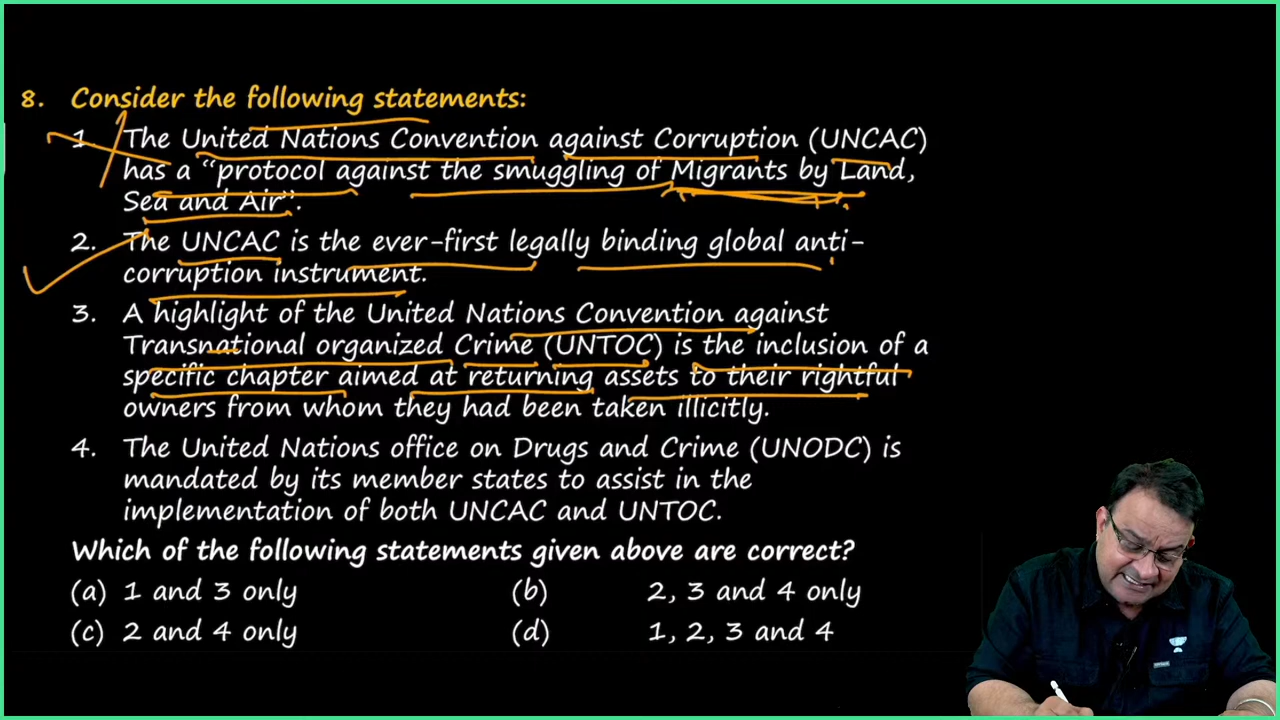 8. Consider the following statements:
1. The United Nations Convention against Corruption (UNCAC)
has a “protocol against the smuggling of Migrants by Land,
Sea and Air”.
2. The UNCAC is the ever-first legally binding global anti-
corruption instrument.
3. A highlight of the United Nations Convention against
Transnational organized Crime (UNTOC) is the inclusion of a
specific chapter aimed at returning assets to their rightful
owners from whom they had been taken illicitly.
4. The United Nations office on Drugs and Crime (UNODC) is
mandated by its member states to assist in the
implementation of both UNCAC and UNTOC.
Which of the following statements given above are correct?
(a) 1 and 3 only (b) 2, 3 and 4 only
(c) 2 and 4 only (d) 1, 2, 3 and 4